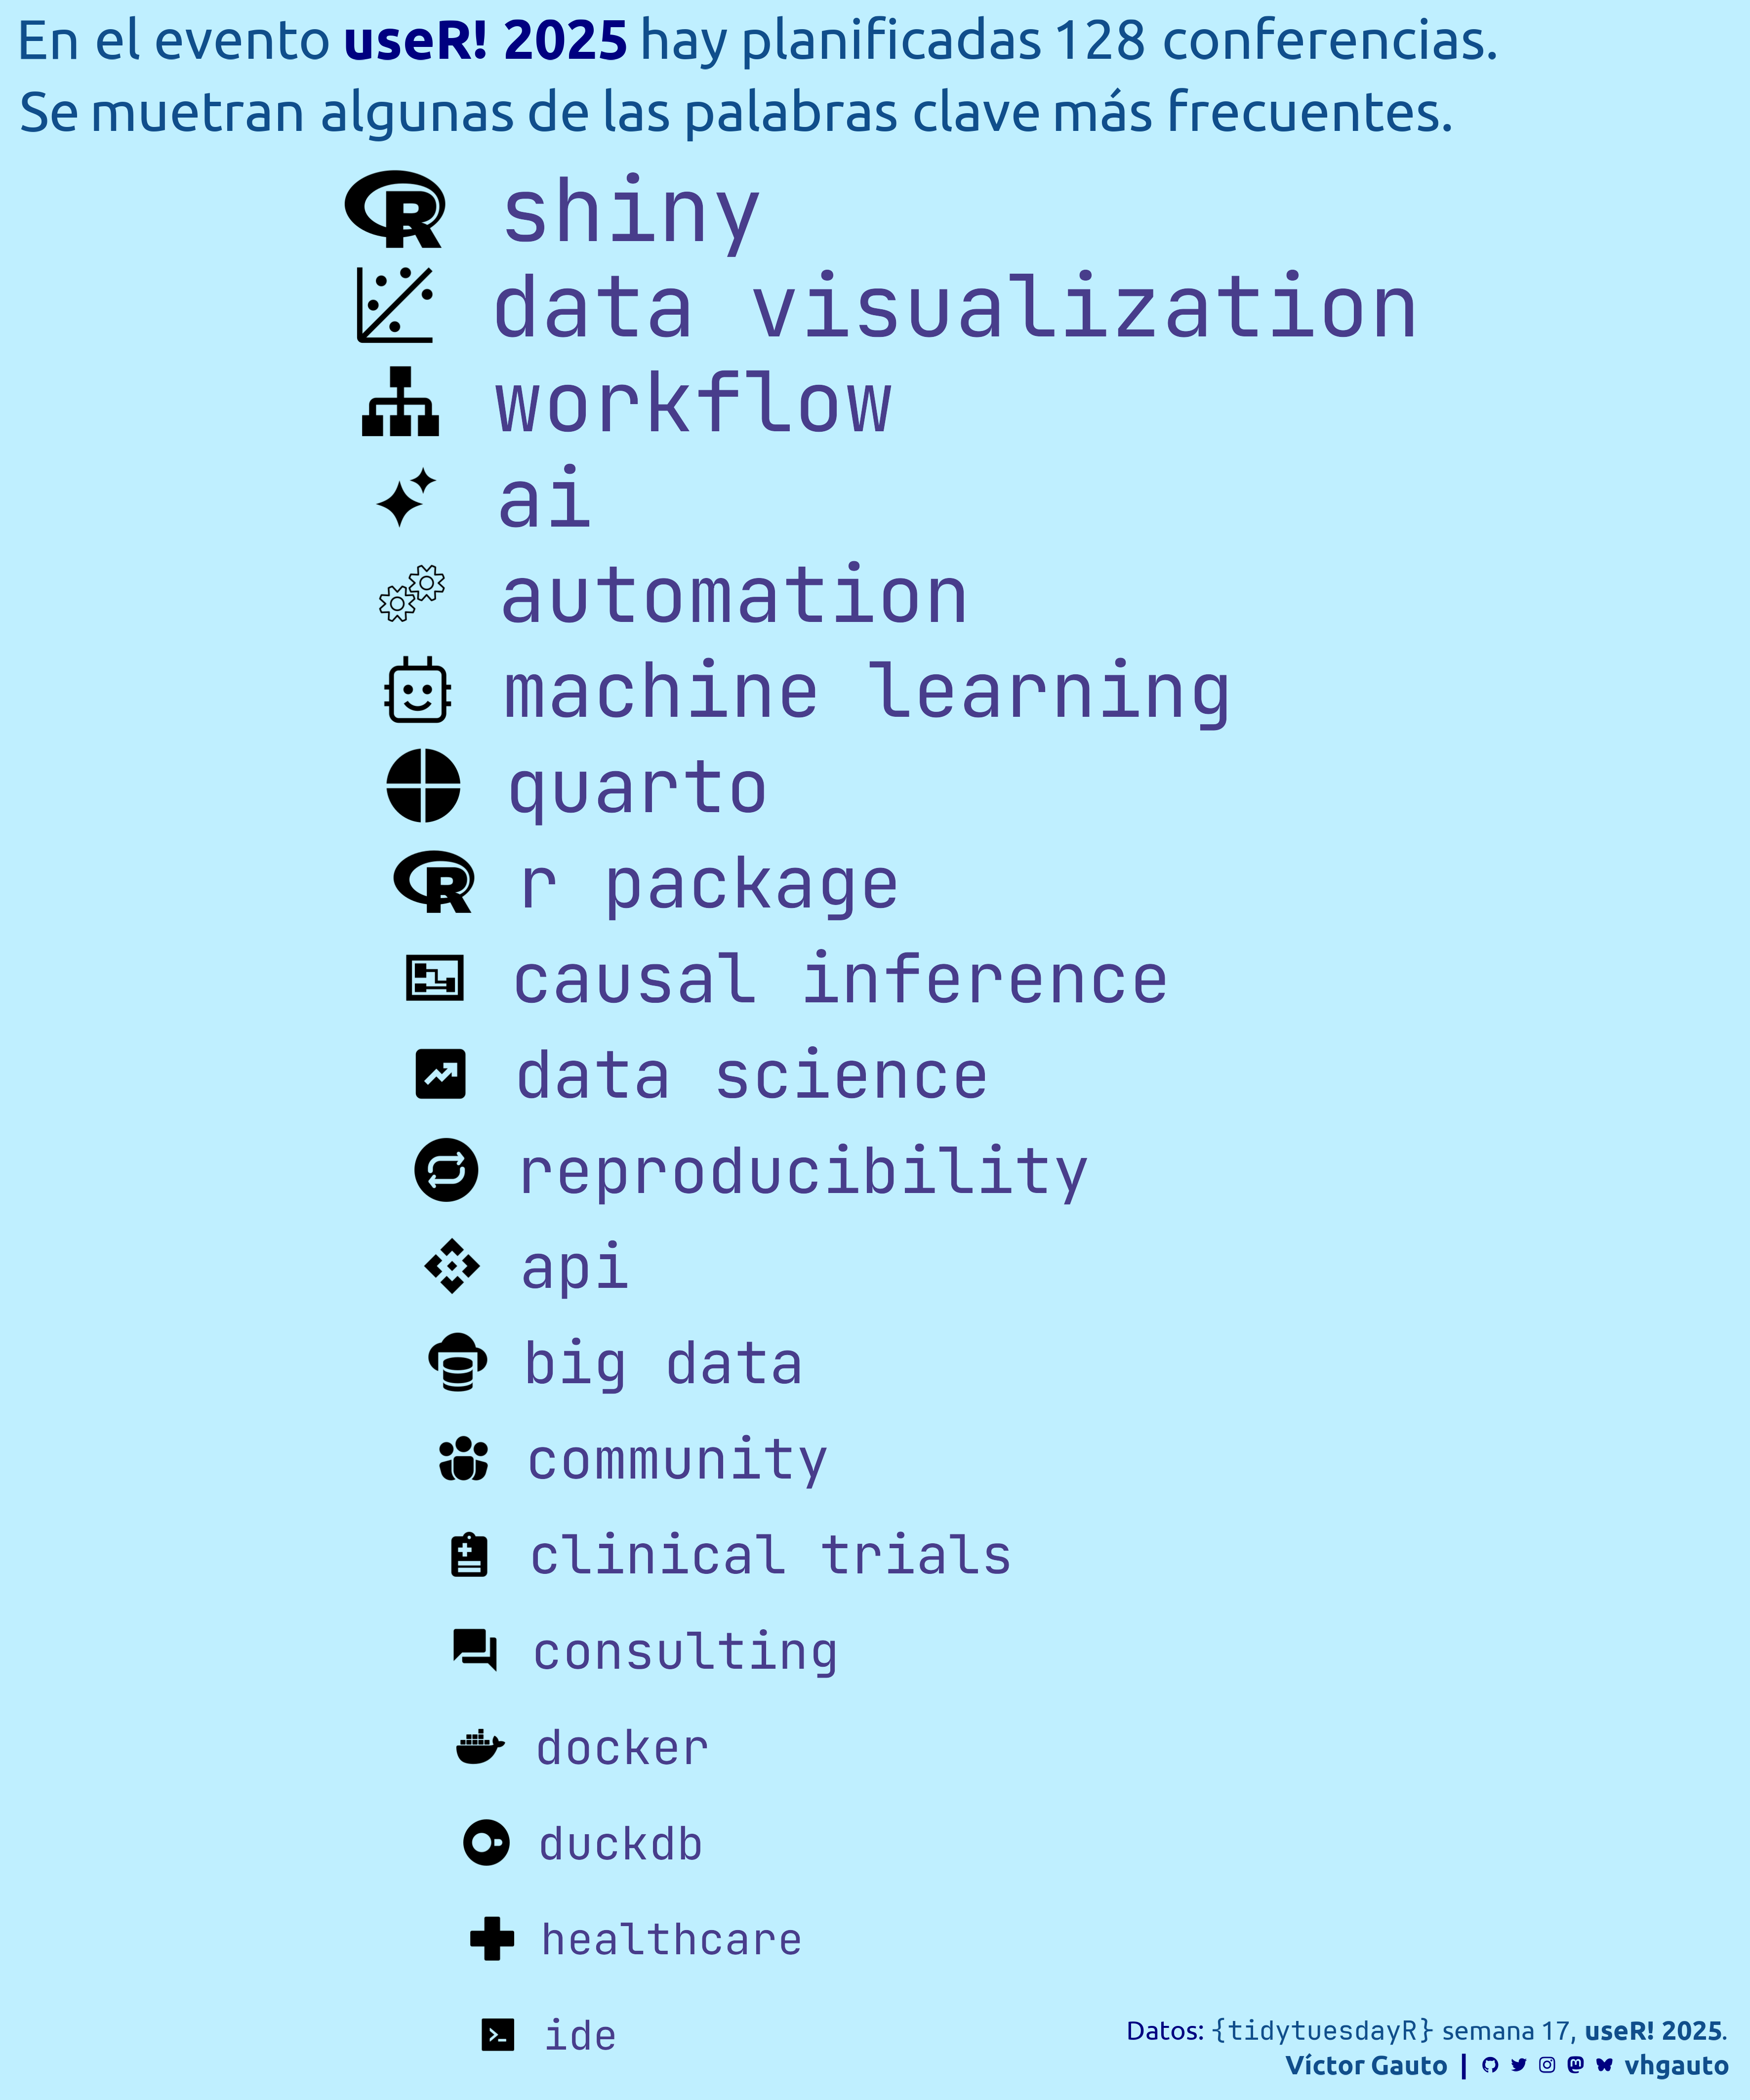 En el evento useR! 2025 hay planificadas 128 conferencias.
Se muetran algunas de las palabras clave más frecuentes.
shiny
data visualization
workflow
ai
automation
machine learning
quarto
r package
causal inference
data science
reproducibility
api
big data
community
clinical trials
consulting
docker
duckdb
healthcare
ide
Datos: {tidytuesdayR} semana 17, useR! 2025.
Víctor Gauto | vhgauto